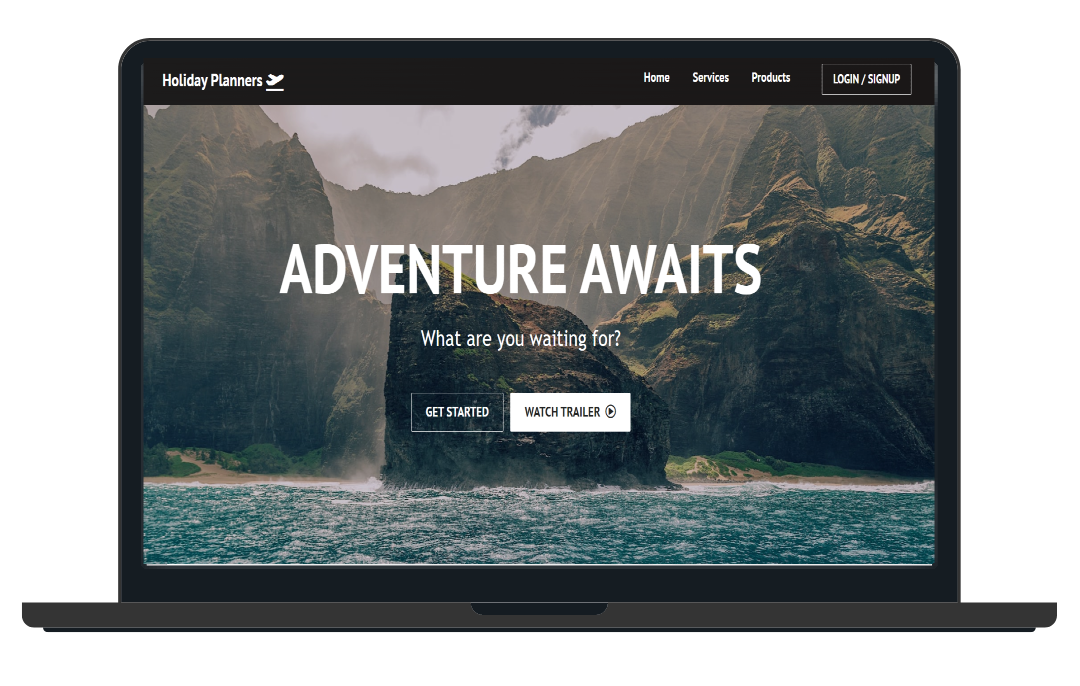 Holiday Planners
Home Services Products LOGIN / SIGNUP
ADVENTURE AWAITS
What are you waiting for?
GET STARTED WATCH TRAILER